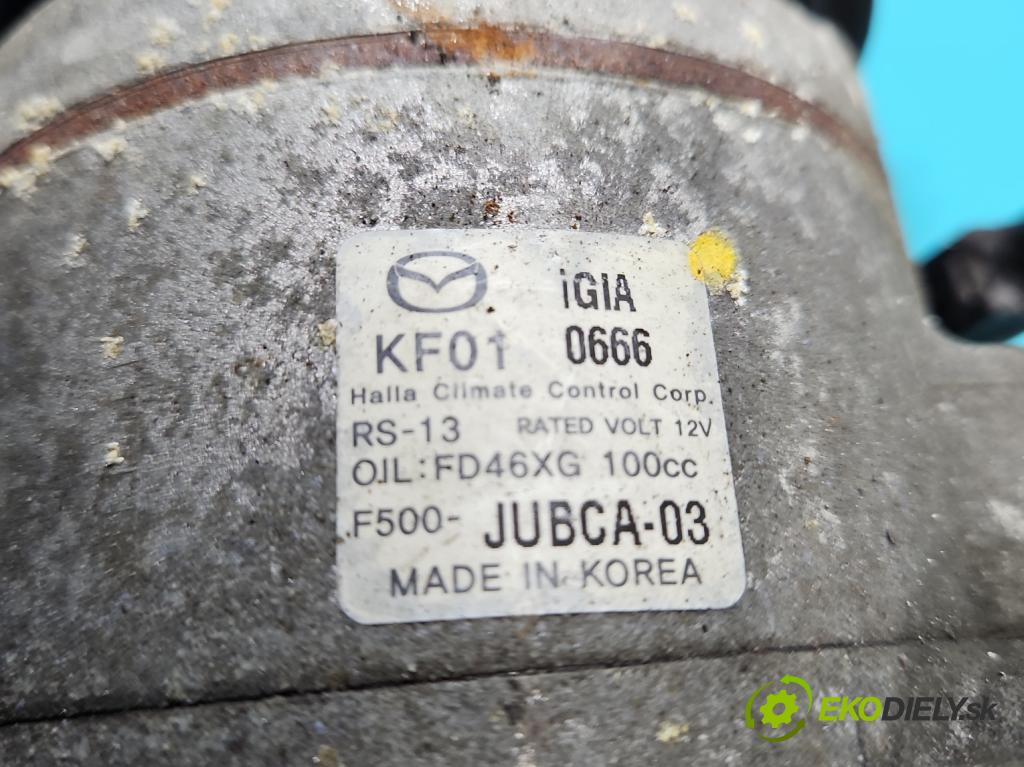 iGIA
KF01 0666
Halla Climate Control Corp.
RS-13 RATED VOLT 12V
OIL:FD46XG 100cc
F500- JUBCA-03
MADE IN KOREA
EKODIELY.sk